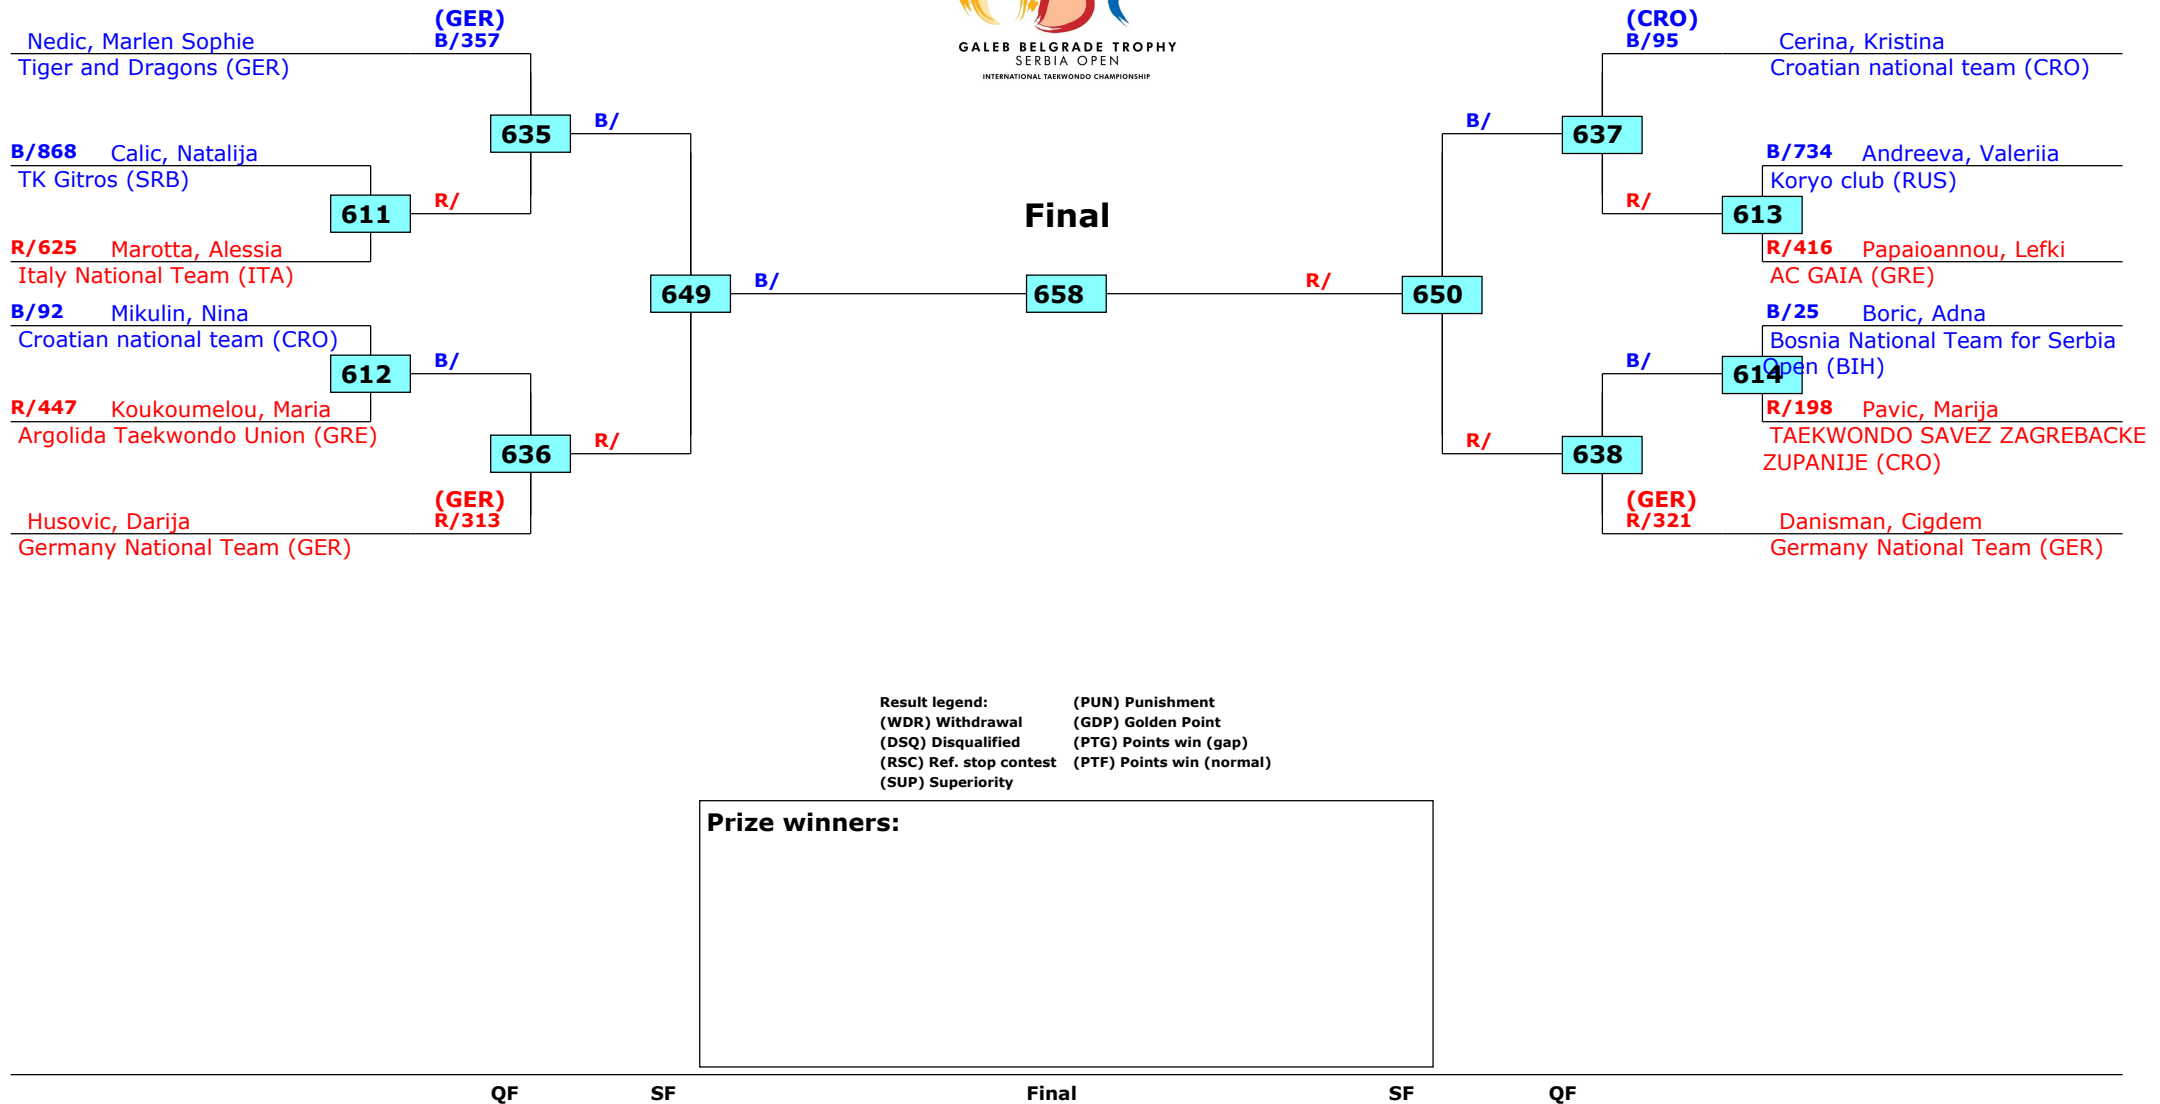 GALEB BELGRADE TROPHY
SERBIA OPEN
INTERNATIONAL TAEKWONDO CHAMPIONSHIP
(GER)
Nedic, Marlen Sophie B/357
Tiger and Dragons (GER)
635
B/
B/868 Calic, Natalija
TK Gitros (SRB)
611
R/
R/625 Marotta, Alessia
Italy National Team (ITA)
649
B/
B/92 Mikulin, Nina
Croatian national team (CRO)
612
B/
R/447 Koukoumelou, Maria
Argolida Taekwondo Union (GRE)
636
R/
(GER)
Husovic, Darija R/313
Germany National Team (GER)
Final
658
(CRO)
B/95 Cerina, Kristina
Croatian national team (CRO)
B/
637
B/734 Andreeva, Valeriia
Koryo club (RUS)
R/
613
R/416 Papaioannou, Lefki
AC GAIA (GRE)
R/
650
B/25 Boric, Adna
Bosnia National Team for Serbia
Open (BIH)
B/
614
R/198 Pavic, Marija
TAEKWONDO SAVEZ ZAGREBACKE
ZUPANIJE (CRO)
R/
638
(GER)
R/321 Danisman, Cigdem
Germany National Team (GER)
Result legend: (PUN) Punishment
(WDR) Withdrawal (GDP) Golden Point
(DSQ) Disqualified (PTG) Points win (gap)
(RSC) Ref. stop contest (PTF) Points win (normal)
(SUP) Superiority
Prize winners:
QF SF Final SF QF